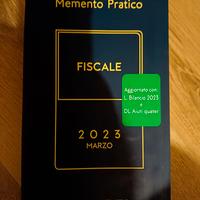 Memento Pratico
FISCALE
Aggiornato con:
L. Bilancio 2023
e
DL Aiuti quater
2023
MARZO